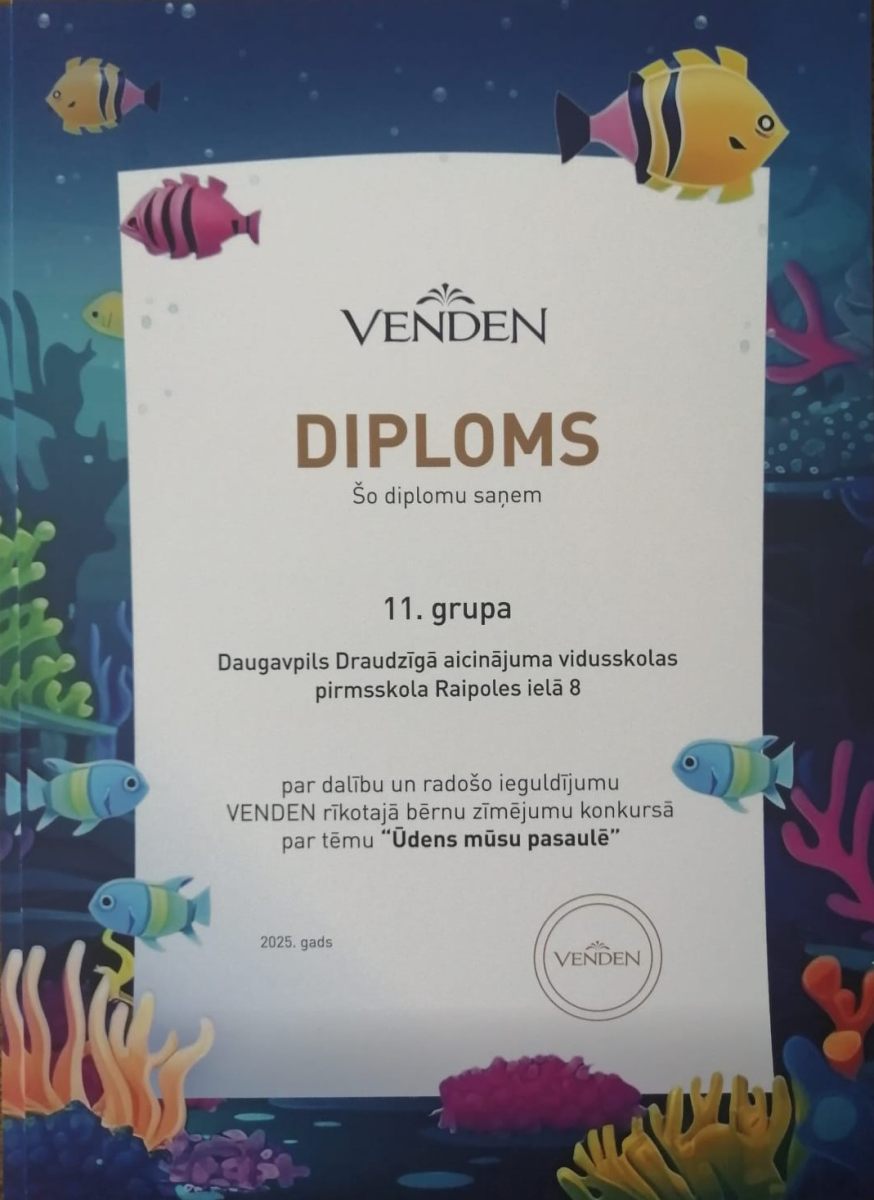 VENDEN
DIPLOMS
Šo diplomu saņem
11. grupa
Daugavpils Draudzīgā aicinājuma vidusskolas
pirmsskola Raipoles ielā 8
par dalību un radošo ieguldījumu
VENDEN rīkotajā bērnu zīmējumu konkursā
par tēmu “Ūdens mūsu pasaulē”
2025. gads
VENDEN